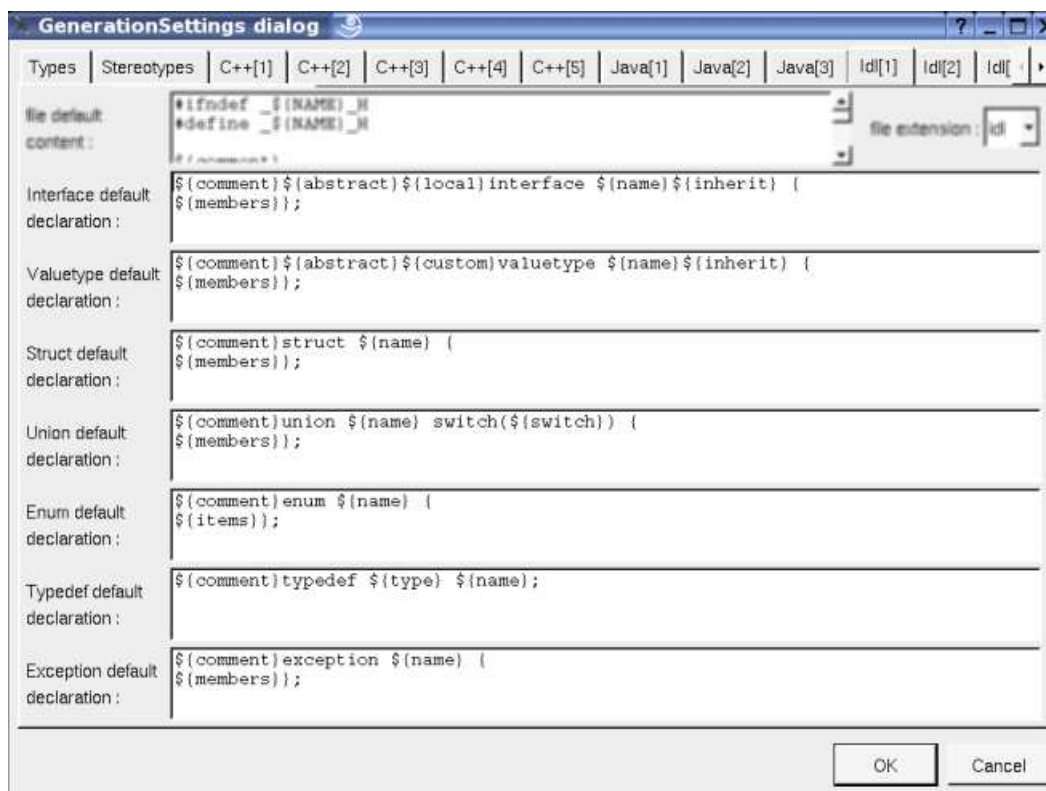 GenerationSettings dialog
Types Stereotypes C++[1] C++[2] C++[3] C++[4] C++[5] Java[1] Java[2] Java[3] Idl[1] Idl[2] Idl[
file default
content :
#ifndef _${NAME}_H
#define _${NAME}_H
${comment}
file extension : idl
Interface default
declaration :
${comment}${abstract}${local}interface ${name}${inherit} {
${members}};
Valuetype default
declaration :
${comment}${abstract}${custom}valuetype ${name}${inherit} {
${members}};
Struct default
declaration :
${comment}struct ${name} {
${members}};
Union default
declaration :
${comment}union ${name} switch(${switch}) {
${members}};
Enum default
declaration :
${comment}enum ${name} {
${items}};
Typedef default
declaration :
${comment}typedef ${type} ${name};
Exception default
declaration :
${comment}exception ${name} {
${members}};
OK Cancel